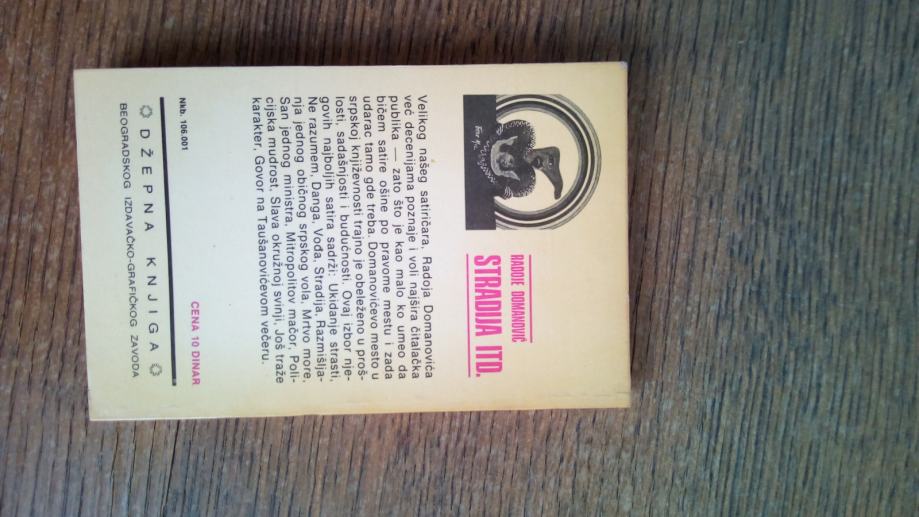 RADOJE DOMANOVIĆ
STRADIJA ITD.
Velikog našeg satiričara, Radoja Domanovića
već decenijama poznaje i voli najšira čitalačka
publika — zato što je kao malo ko umeo da
bičem satire ošine po pravome mestu i zada
udarac tamo gde treba. Domanovićevo mesto u
srpskoj književnosti trajno je obeleženo u proš-
losti, sadašnjosti i budućnosti. Ovaj izbor nje-
govih najboljih satira sadrži: Ukidanje strasti,
Ne razumem, Danga, Vođa, Stradija, Razmišlja-
nja jednog običnog srpskog vola, Mrtvo more,
San jednog ministra, Mitropolitov mačor, Poli-
cijska mudrost, Slava okružnoj svinji, Još traže
karakter, Govor na Taušanovićevom večeru.
Nkb. 106.001
CENA 10 DINAR
DŽEPNA KNJIGA
BEOGRADSKOG IZDAVAČKO-GRAFIČKOG ZAVODA